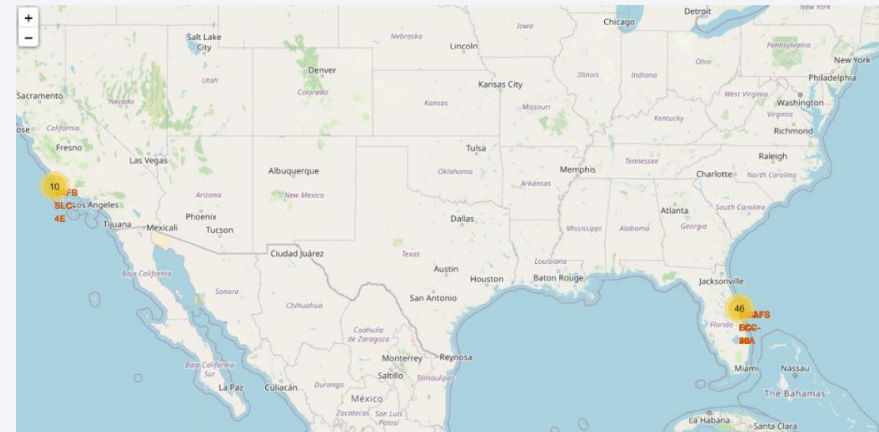 +
−
New York
Detroit
Iowa
Chicago
Salt Lake
City
Nebraska
Lincoln
Pennsylvania
New York
Ohio
Denver
Utah
Colorado
Kansas City
Illinois
Indiana
Philadelphia
Sacramento
Nevada
Kansas
Missouri
West Virginia
Washington
California
Kentucky
Virginia
Richmond
Fresno
Las Vegas
Tulsa
Raleigh
Albuquerque
Oklahoma
Memphis
Tennessee
Charlotte
North Carolina
10
AFB
Arizona
New Mexico
Arkansas
SLC-
Los Angeles
4E
Phoenix
Atlanta
South Carolina
Tijuana
Mexicali
Tucson
Dallas
Mississippi
Alabama
Georgia
Ciudad Juárez
Texas
Louisiana
Austin
Baja California
Houston
Baton Rouge
Jacksonville
Sonora
San Antonio
Chihuahua
46
AFS
Florida
Coahuila
de Zaragoza
Monterrey
Reynosa
Baja California
Sur
Saltillo
Tamaulipas
Miami
Nassau
La Paz
Culiacán
Durango
México
The Bahamas
Zacatecas
San Luis
Potosí
La Habana
Santa Clara